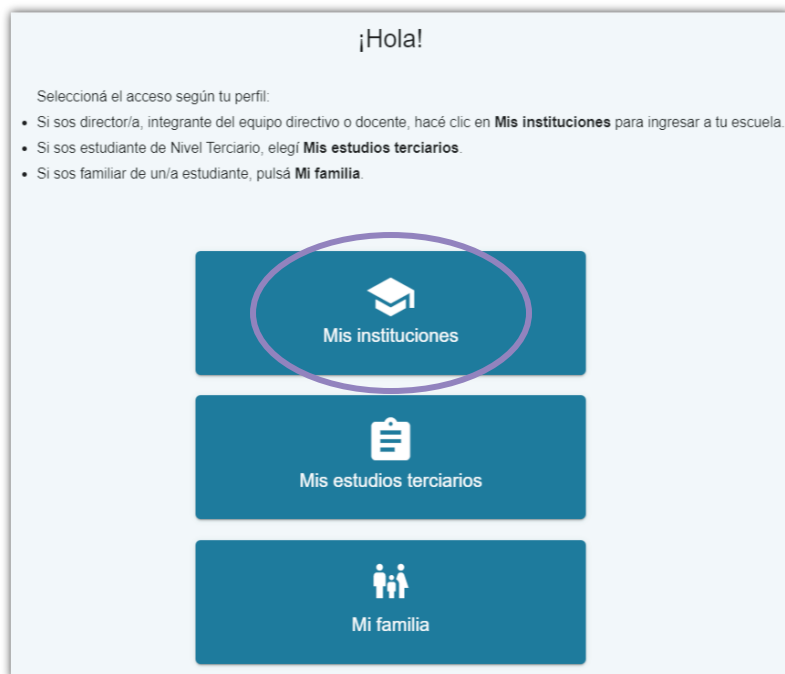 ¡Hola!
Seleccioná el acceso según tu perfil:
• Si sos director/a, integrante del equipo directivo o docente, hacé clic en Mis instituciones para ingresar a tu escuela.
• Si sos estudiante de Nivel Terciario, elegí Mis estudios terciarios.
• Si sos familiar de un/a estudiante, pulsá Mi familia.
Mis instituciones
Mis estudios terciarios
Mi familia